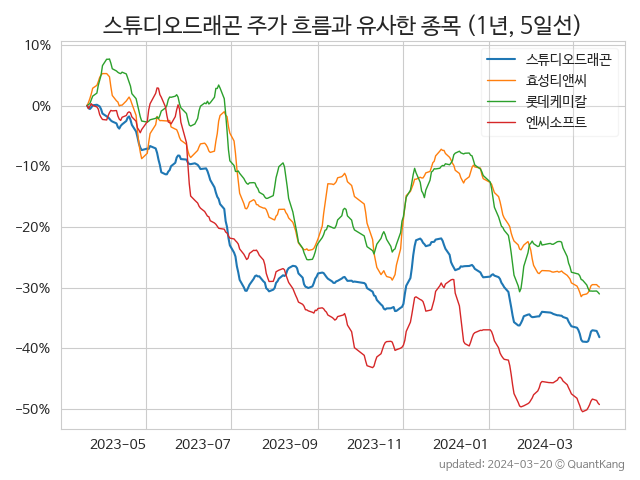 스튜디오드래곤 주가 흐름과 유사한 종목 (1년, 5일선)
스튜디오드래곤
효성티앤씨
롯데케미칼
엔씨소프트
10%
0%
−10%
−20%
−30%
−40%
−50%
2023-05 2023-07 2023-09 2023-11 2024-01 2024-03
updated: 2024-03-20 © QuantKang